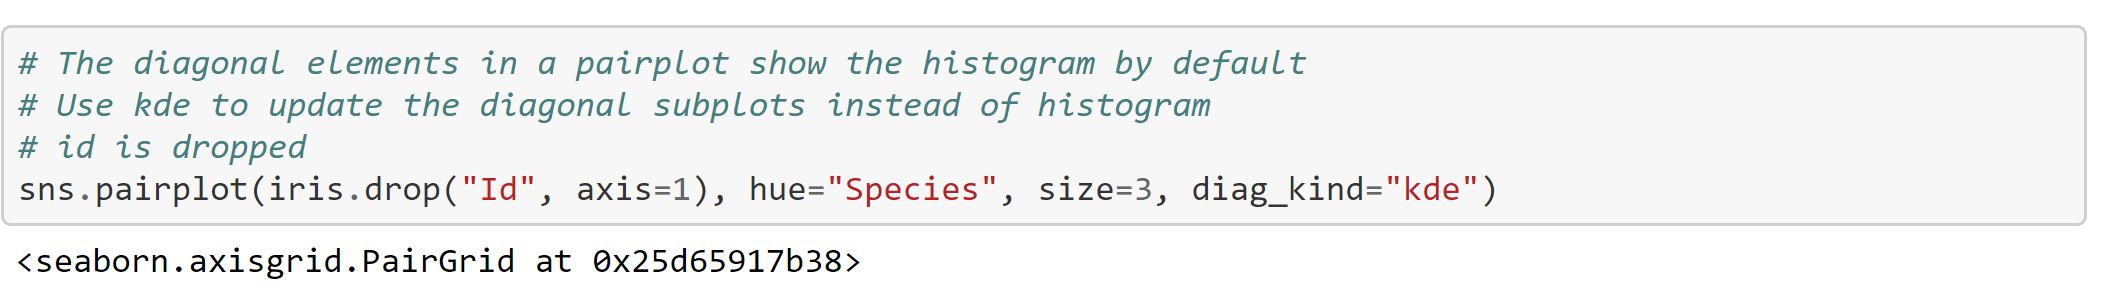 # The diagonal elements in a pairplot show the histogram by default
# Use kde to update the diagonal subplots instead of histogram
# id is dropped
sns.pairplot(iris.drop("Id", axis=1), hue="Species", size=3, diag_kind="kde")
<seaborn.axisgrid.PairGrid at 0x25d65917b38>